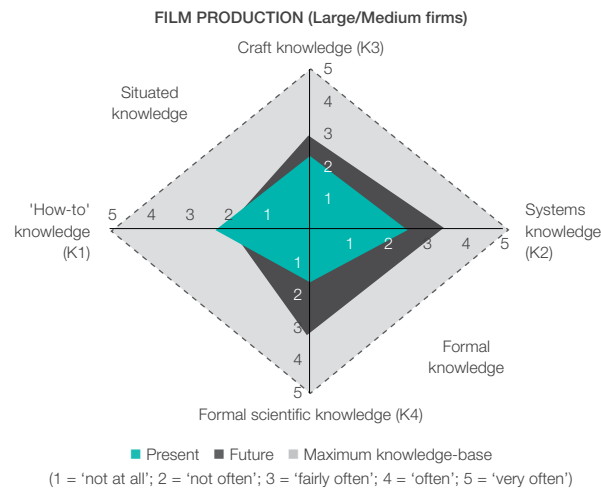 FILM PRODUCTION (Large/Medium firms)
Craft knowledge (K3)
5
4
3
2
1
Situated
knowledge
'How-to'
knowledge
(K1)
5 4 3 2 1
1 2 3 4 5
Systems
knowledge
(K2)
1
2
3
4
5
Formal
knowledge
Formal scientific knowledge (K4)
Present Future Maximum knowledge-base
(1 = ‘not at all’; 2 = ‘not often’; 3 = ‘fairly often’; 4 = ‘often’; 5 = ‘very often’)